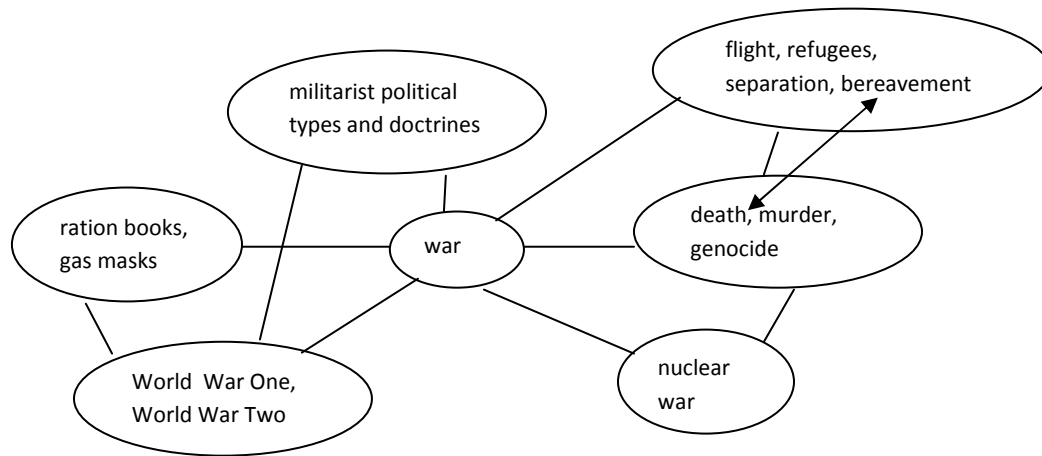 flight, refugees,
separation, bereavement
militarist political
types and doctrines
ration books,
gas masks
war
death, murder,
genocide
World War One,
World War Two
nuclear
war